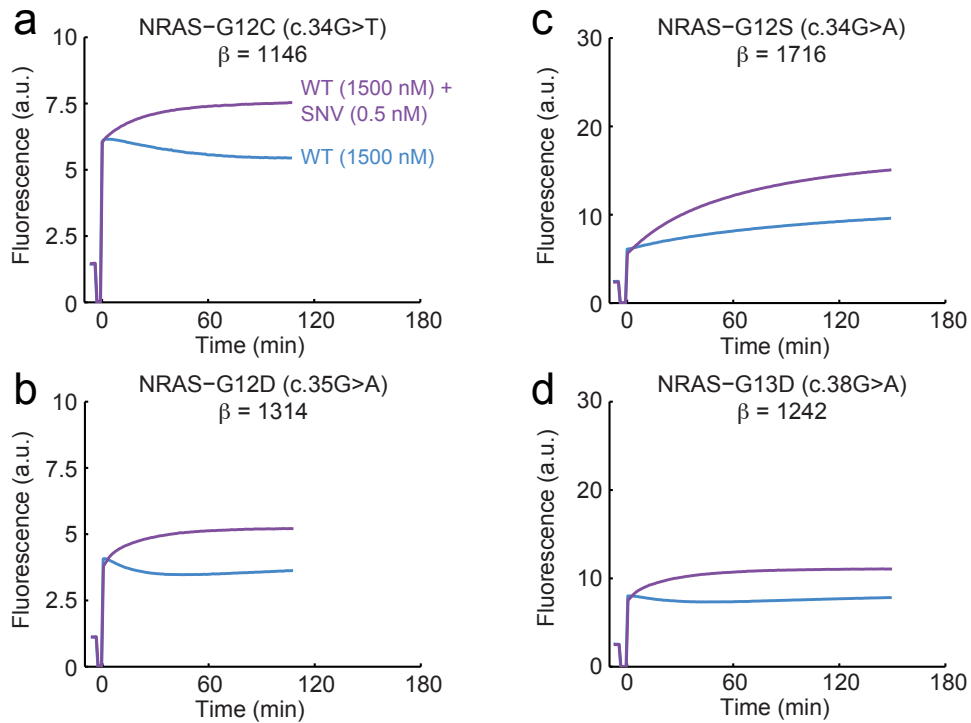 a
NRAS−G12C (c.34G>T)
β = 1146
10
7.5
5
2.5
0
Fluorescence (a.u.)
WT (1500 nM) +
SNV (0.5 nM)
WT (1500 nM)
0 60 120 180
Time (min)
c
NRAS−G12S (c.34G>A)
β = 1716
30
20
10
0
Fluorescence (a.u.)
0 60 120 180
Time (min)
b
NRAS−G12D (c.35G>A)
β = 1314
10
7.5
5
2.5
0
Fluorescence (a.u.)
0 60 120 180
Time (min)
d
NRAS−G13D (c.38G>A)
β = 1242
30
20
10
0
Fluorescence (a.u.)
0 60 120 180
Time (min)